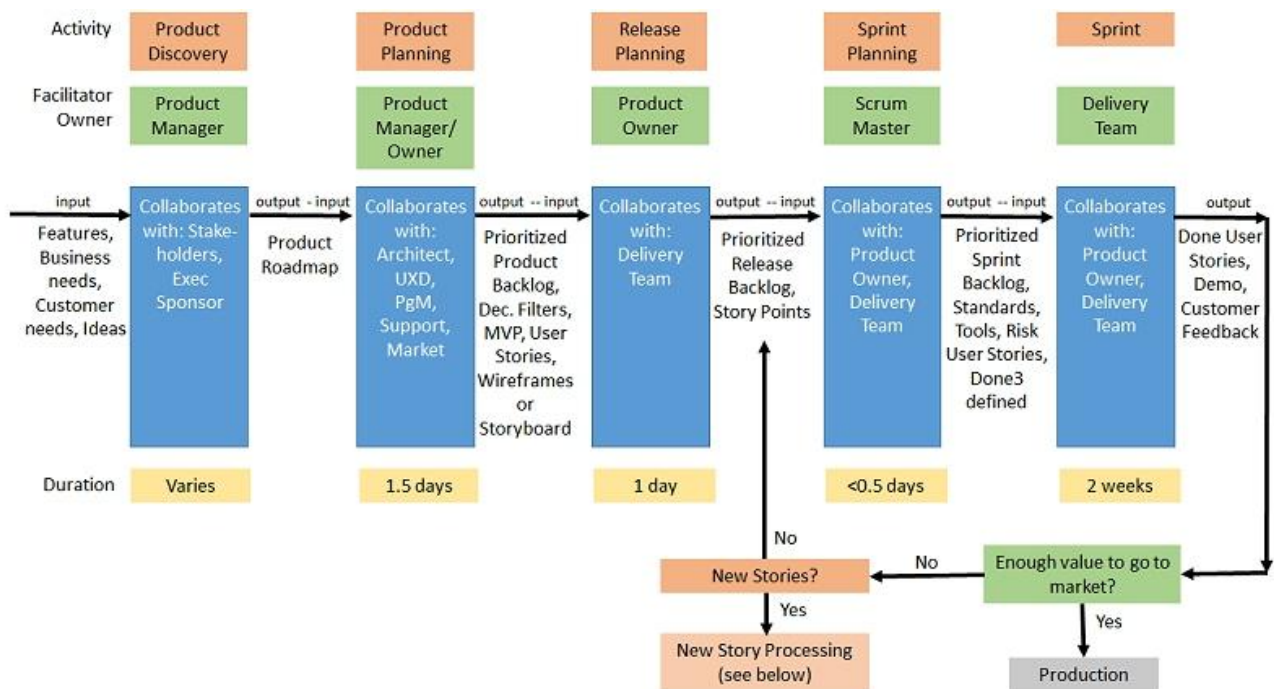 Activity
Product
Discovery
Product
Planning
Release
Planning
Sprint
Planning
Sprint
Facilitator
Owner
Product
Manager
Product
Manager/
Owner
Product
Owner
Scrum
Master
Delivery
Team
input
Features,
Business
needs,
Customer
needs, Ideas
Collaborates
with: Stake-
holders,
Exec
Sponsor
output - input
Product
Roadmap
Collaborates
with:
Architect,
UXD,
PgM,
Support,
Market
output -- input
Prioritized
Product
Backlog,
Dec. Filters,
MVP, User
Stories,
Wireframes
or
Storyboard
Collaborates
with:
Delivery
Team
output -- input
Prioritized
Release
Backlog,
Story Points
Collaborates
with:
Product
Owner,
Delivery
Team
output -- input
Prioritized
Sprint
Backlog,
Standards,
Tools, Risk
User Stories,
Done3
defined
Collaborates
with:
Product
Owner,
Delivery
Team
output
Done User
Stories,
Demo,
Customer
Feedback
Duration
Varies
1.5 days
1 day
<0.5 days
2 weeks
No
New Stories?
No
Enough value to go to
market?
Yes
Yes
New Story Processing
(see below)
Production